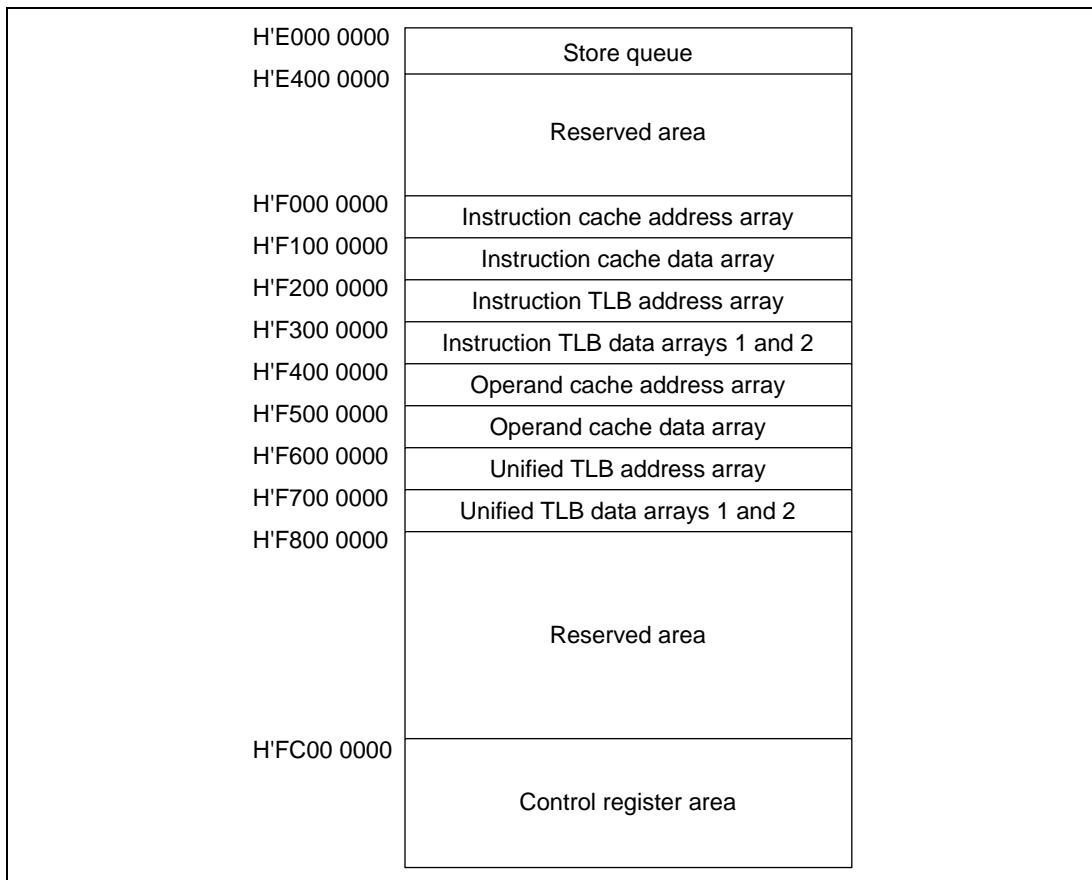 H'E000 0000
Store queue
H'E400 0000
Reserved area
H'F000 0000
Instruction cache address array
H'F100 0000
Instruction cache data array
H'F200 0000
Instruction TLB address array
H'F300 0000
Instruction TLB data arrays 1 and 2
H'F400 0000
Operand cache address array
H'F500 0000
Operand cache data array
H'F600 0000
Unified TLB address array
H'F700 0000
Unified TLB data arrays 1 and 2
H'F800 0000
Reserved area
H'FC00 0000
Control register area